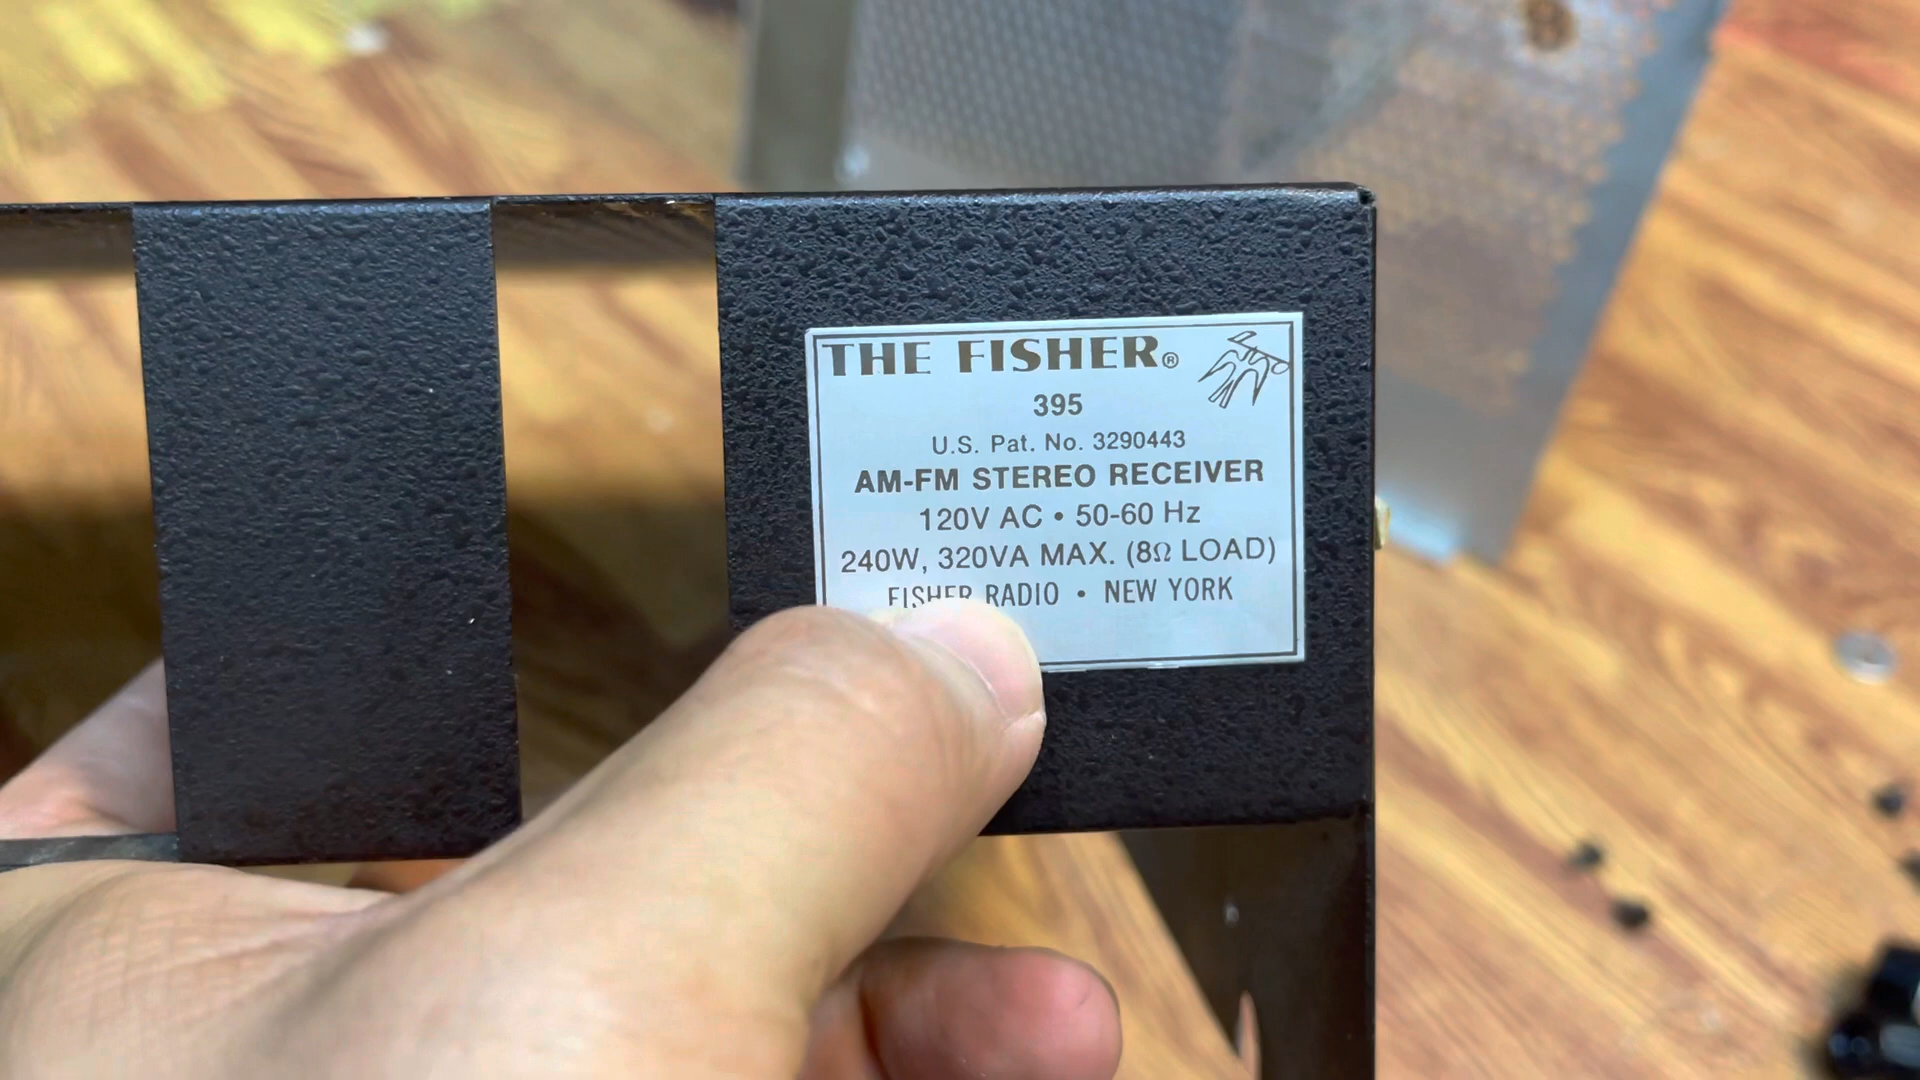 THE FISHER®
395
U.S. Pat. No. 3290443
AM-FM STEREO RECEIVER
120V AC • 50-60 Hz
240W, 320VA MAX. (8Ω LOAD)
FISHER RADIO • NEW YORK